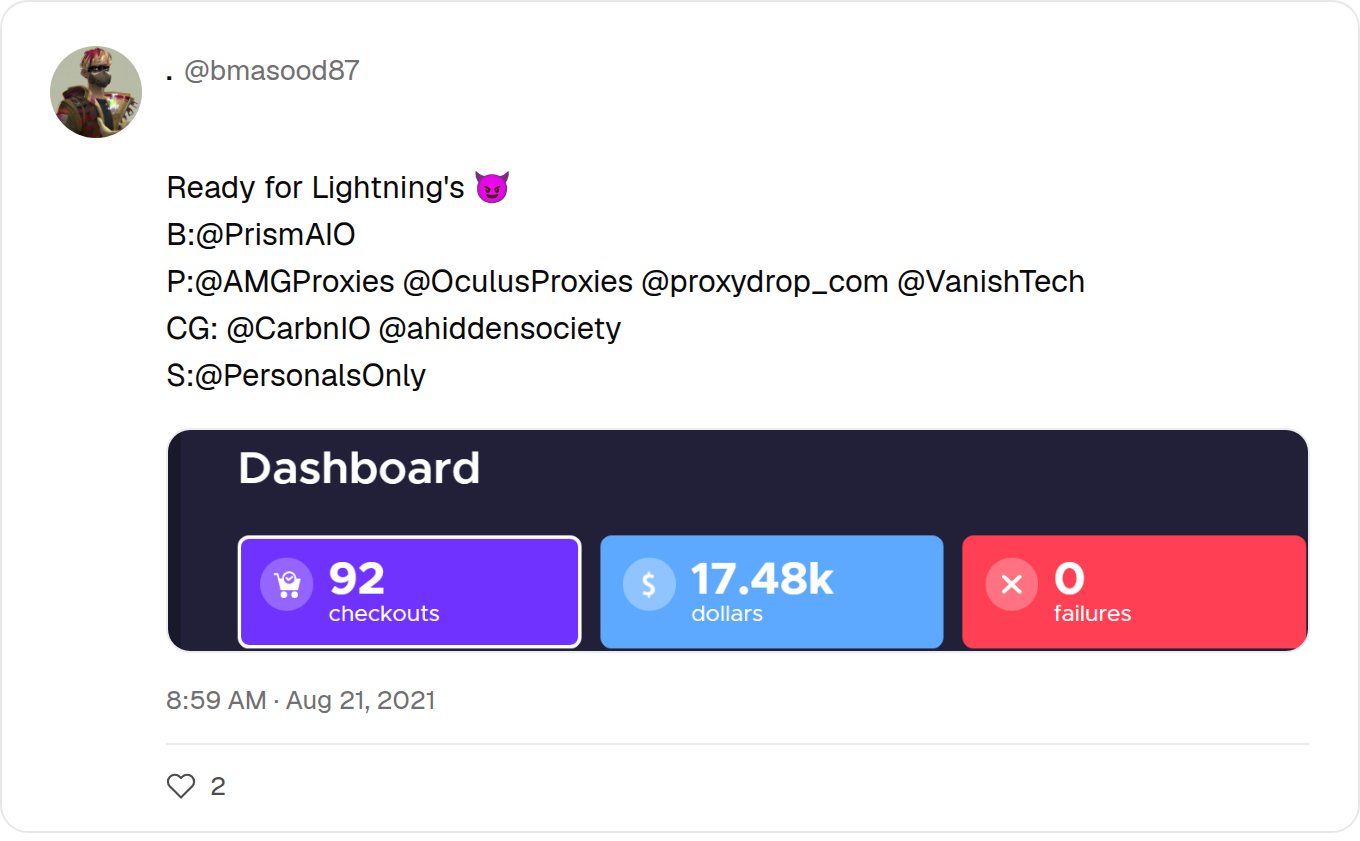 . @bmasood87
Ready for Lightning's 😈
B:@PrismAIO
P:@AMGProxies @OculusProxies @proxydrop_com @VanishTech
CG: @CarbnIO @ahiddensociety
S:@PersonalsOnly
Dashboard
92
checkouts
$ 17.48k
dollars
0
failures
8:59 AM · Aug 21, 2021
2